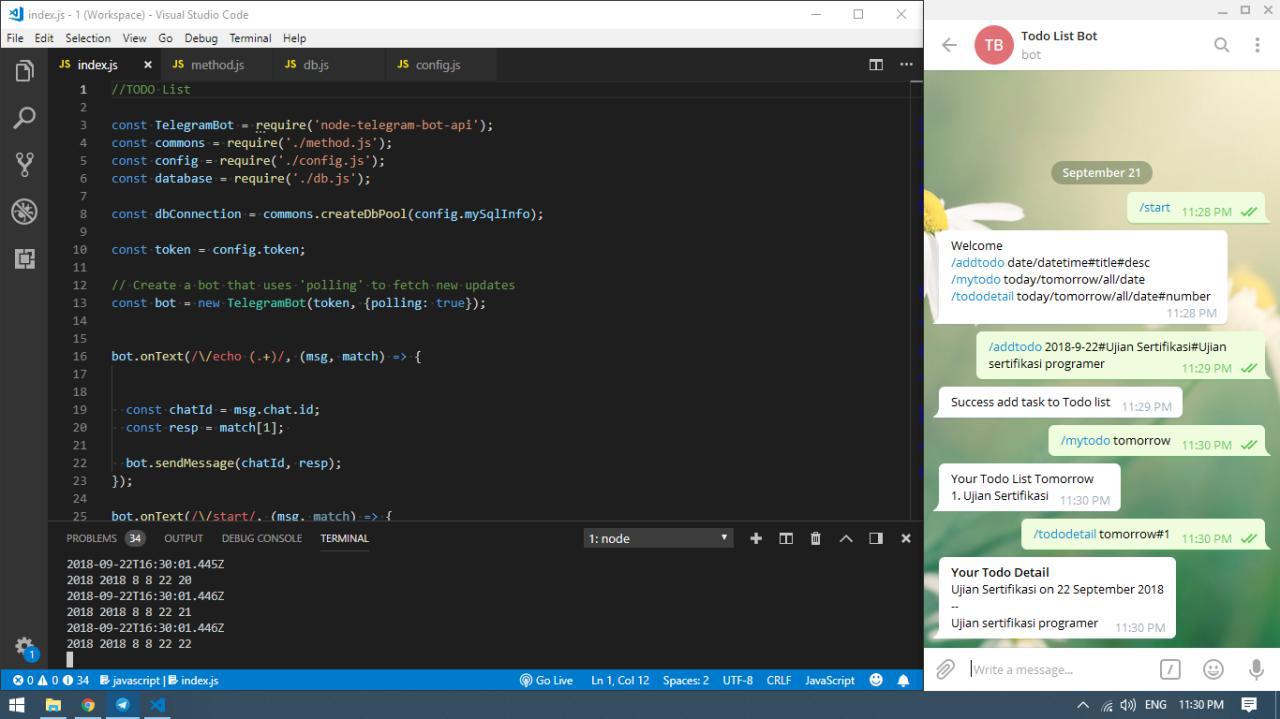 index.js - 1 (Workspace) - Visual Studio Code
File Edit Selection View Go Debug Terminal Help
JS index.js × JS method.js JS db.js JS config.js
1 //TODO List
2
3 const TelegramBot = require('node-telegram-bot-api');
4 const commons = require('./method.js');
5 const config = require('./config.js');
6 const database = require('./db.js');
7
8 const dbConnection = commons.createDbPool(config.mySqlInfo);
9
10 const token = config.token;
11
12 // Create a bot that uses 'polling' to fetch new updates
13 const bot = new TelegramBot(token, {polling: true});
14
15
16 bot.onText(/\/echo (.+)/, (msg, match) => {
17
18
19 const chatId = msg.chat.id;
20 const resp = match[1];
21
22 bot.sendMessage(chatId, resp);
23 });
24
25 bot.onText(/\/start/, (msg, match) => {
PROBLEMS 34 OUTPUT DEBUG CONSOLE TERMINAL 1: node
2018-09-22T16:30:01.445Z
2018 2018 8 8 22 20
2018-09-22T16:30:01.446Z
2018 2018 8 8 22 21
2018-09-22T16:30:01.446Z
2018 2018 8 8 22 22
1
0 0 34 javascript | index.js Go Live Ln 1, Col 12 Spaces: 2 UTF-8 CRLF JavaScript
TB Todo List Bot
bot
September 21
/start 11:28 PM
Welcome
/addtodo date/datetime#title#desc
/mytodo today/tomorrow/all/date
/tododetail today/tomorrow/all/date#number
11:28 PM
/addtodo 2018-9-22#Ujian Sertifikasi#Ujian
sertifikasi programer 11:29 PM
Success add task to Todo list 11:29 PM
/mytodo tomorrow 11:30 PM
Your Todo List Tomorrow
1. Ujian Sertifikasi 11:30 PM
/tododetail tomorrow#1 11:30 PM
Your Todo Detail
Ujian Sertifikasi on 22 September 2018
--
Ujian sertifikasi programer 11:30 PM
Write a message...
ENG 11:30 PM